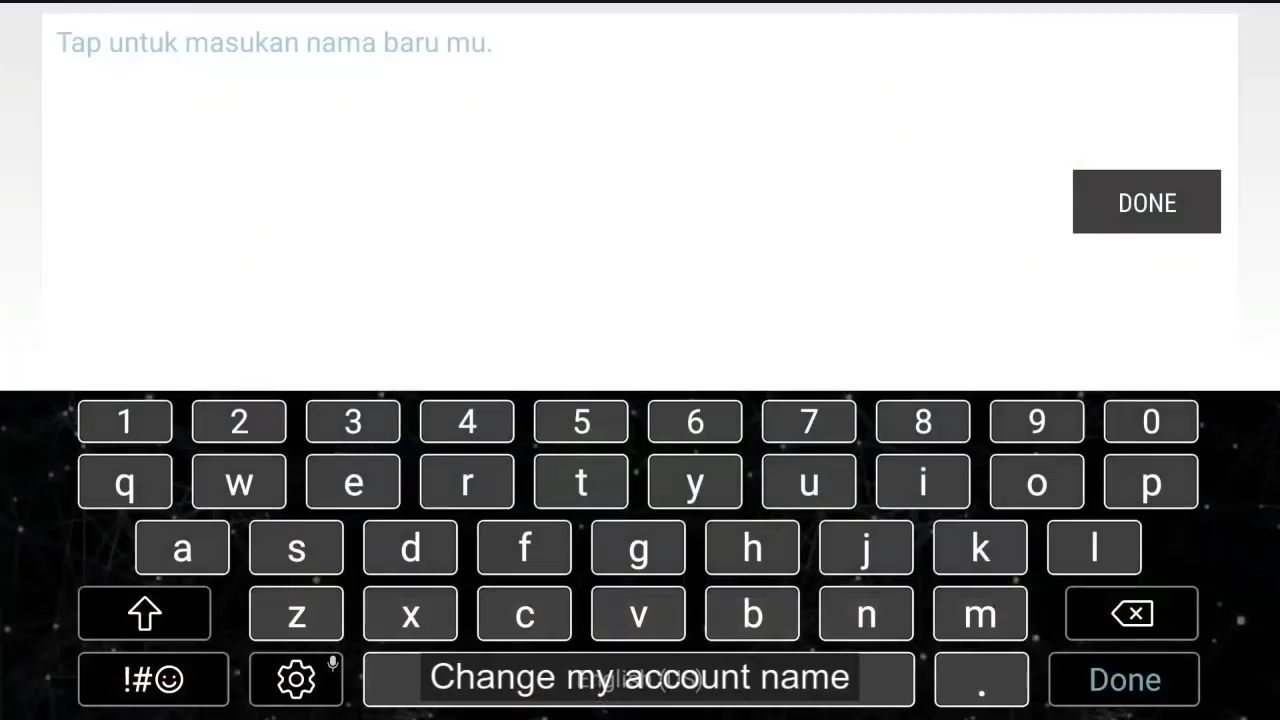 Tap untuk masukan nama baru mu.
DONE
1 2 3 4 5 6 7 8 9 0
q w e r t y u i o p
a s d f g h j k l
z x c v b n m
!#☺ Change my account name . Done